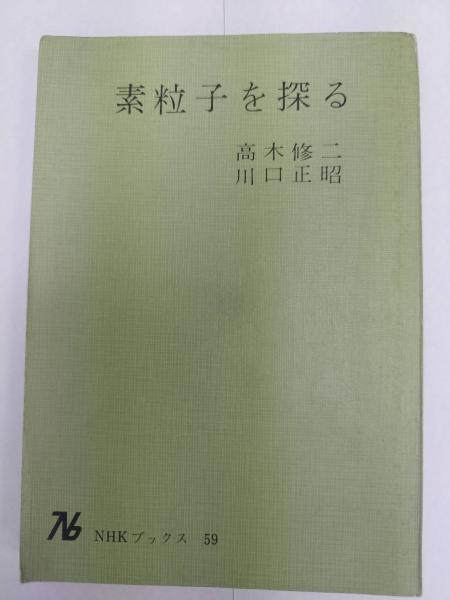 素粒子を探る
高木修二
川口正昭
NHKブックス 59